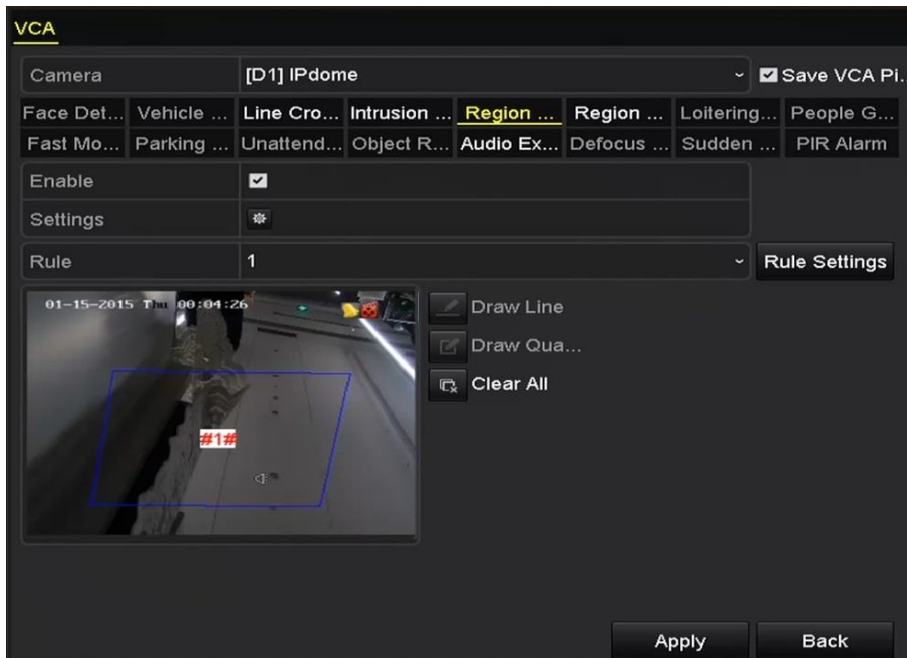 VCA
Camera [D1] IPdome Save VCA Pi.
Face Det... Vehicle ... Line Cro... Intrusion ... Region ... Region ... Loitering... People G...
Fast Mo... Parking ... Unattend... Object R... Audio Ex... Defocus ... Sudden ... PIR Alarm
Enable
Settings
Rule 1 Rule Settings
01-15-2015 Thu 00:04:26
Draw Line
Draw Qua...
Clear All
#1#
Apply Back